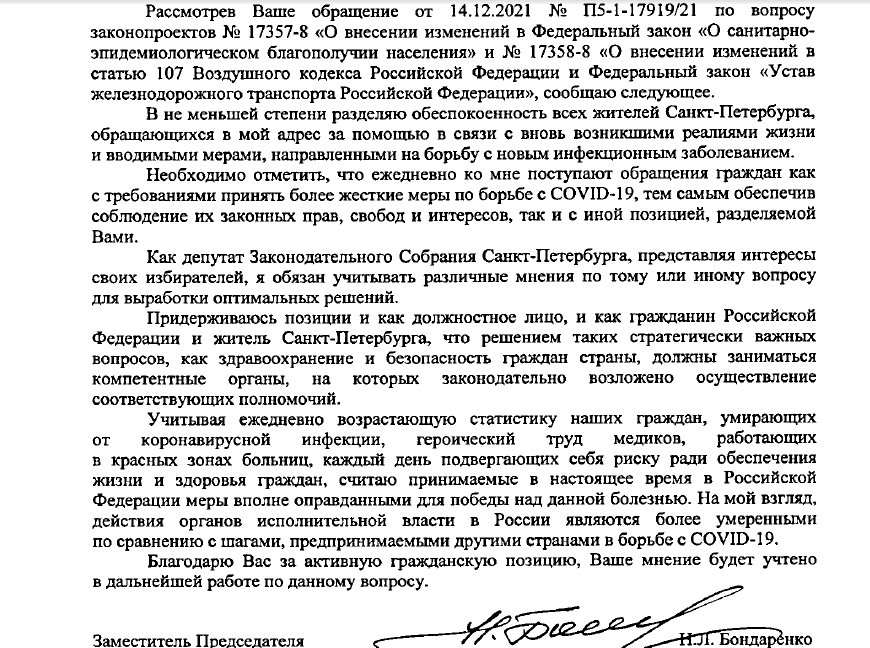 Рассмотрев Ваше обращение от 14.12.2021 № П5-1-17919/21 по вопросу
законопроектов № 17357-8 «О внесении изменений в Федеральный закон «О санитарно-
эпидемиологическом благополучии населения» и № 17358-8 «О внесении изменений в
статью 107 Воздушного кодекса Российской Федерации и Федеральный закон «Устав
железнодорожного транспорта Российской Федерации», сообщаю следующее.
В не меньшей степени разделяю обеспокоенность всех жителей Санкт-Петербурга,
обращающихся в мой адрес за помощью в связи с вновь возникшими реалиями жизни
и вводимыми мерами, направленными на борьбу с новым инфекционным заболеванием.
Необходимо отметить, что ежедневно ко мне поступают обращения граждан как
с требованиями принять более жесткие меры по борьбе с COVID-19, тем самым обеспечив
соблюдение их законных прав, свобод и интересов, так и с иной позицией, разделяемой
Вами.
Как депутат Законодательного Собрания Санкт-Петербурга, представляя интересы
своих избирателей, я обязан учитывать различные мнения по тому или иному вопросу
для выработки оптимальных решений.
Придерживаюсь позиции и как должностное лицо, и как гражданин Российской
Федерации и житель Санкт-Петербурга, что решением таких стратегически важных
вопросов, как здравоохранение и безопасность граждан страны, должны заниматься
компетентные органы, на которых законодательно возложено осуществление
соответствующих полномочий.
Учитывая ежедневно возрастающую статистику наших граждан, умирающих
от коронавирусной инфекции, героический труд медиков, работающих
в красных зонах больниц, каждый день подвергающих себя риску ради обеспечения
жизни и здоровья граждан, считаю принимаемые в настоящее время в Российской
Федерации меры вполне оправданными для победы над данной болезнью. На мой взгляд,
действия органов исполнительной власти в России являются более умеренными
по сравнению с шагами, предпринимаемыми другими странами в борьбе с COVID-19.
Благодарю Вас за активную гражданскую позицию, Ваше мнение будет учтено
в дальнейшей работе по данному вопросу.
Заместитель Председателя Н.Л. Бондаренко